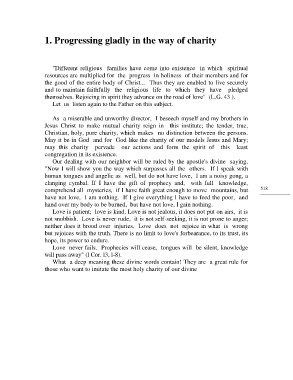 1. Progressing gladly in the way of charity
"Different religious families have come into existence in which spiritual
resources are multiplied for the progress in holiness of their members and for
the good of the entire body of Christ,.. Thus they are enabled to live securely
and to maintain faithfully the religious life to which they have pledged
themselves. Rejoicing in spirit they advance on the road of love" (L.G. 43 ).
Let us listen again to the Father on this subject.
As a miserable and unworthy director, I beseech myself and my brothers in
Jesus Christ to make mutual charity reign in this institute; the tender, true,
Christian, holy, pure charity, which makes no distinction between the persons.
May it be in God and for God like the charity of our models Jesus and Mary;
may this charity pervade our actions and form the spirit of this least
congregation in its existence.
Our dealing with our neighbor will be ruled by the apostle's divine saying,
"Now I will show you the way which surpasses all the others. If I speak with
human tongues and angelic as well, but do not have love, I am a noisy gong, a
clanging cymbal. If I have the gift of prophecy and, with full knowledge,
comprehend all mysteries, if I have faith great enough to move mountains, but
have not love, I am nothing. If I give everything I have to feed the poor, and
hand over my body to be burned, but have not love, I gain nothing.
Love is patient; love is kind. Love is not jealous, it does not put on airs, it is
not snobbish. Love is never rude, it is not self-seeking, it is not prone to anger;
neither does it brood over injuries. Love does not rejoice in what is wrong
but rejoices with the truth. There is no limit to love's forbearance, to its trust, its
hope, its power to endure.
Love never fails. Prophecies will cease, tongues will be silent, knowledge
will pass away" (I Cor. 13, I-8).
What a deep meaning these divine words contain! They are a great rule for
those who want to imitate the most holy charity of our divine